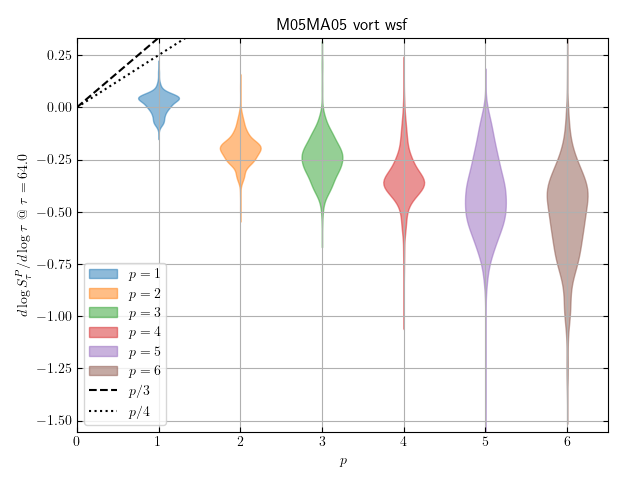 M05MA05 vort wsf
d log S_τ^P / d log τ @ τ = 64.0
0.25
0.00
−0.25
−0.50
−0.75
−1.00
−1.25
−1.50
p = 1
p = 2
p = 3
p = 4
p = 5
p = 6
p/3
p/4
0 1 2 3 4 5 6
p